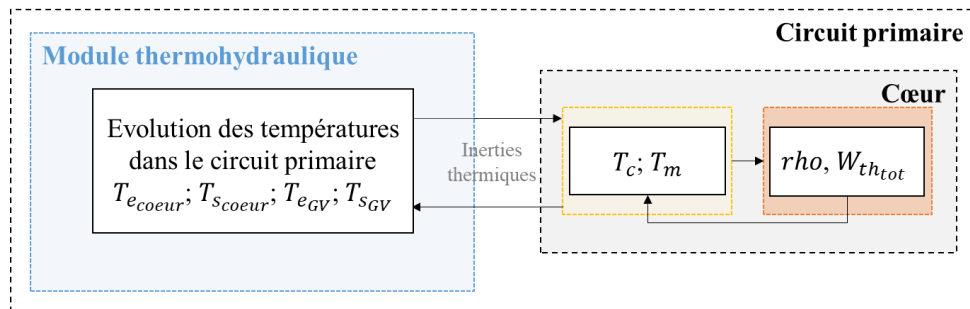 Circuit primaire
Module thermohydraulique
Cœur
Evolution des températures
dans le circuit primaire
T_{e_{coeur}}; T_{s_{coeur}}; T_{e_{GV}}; T_{s_{GV}}
Inerties
thermiques
T_c; T_m
rho, W_{th_{tot}}